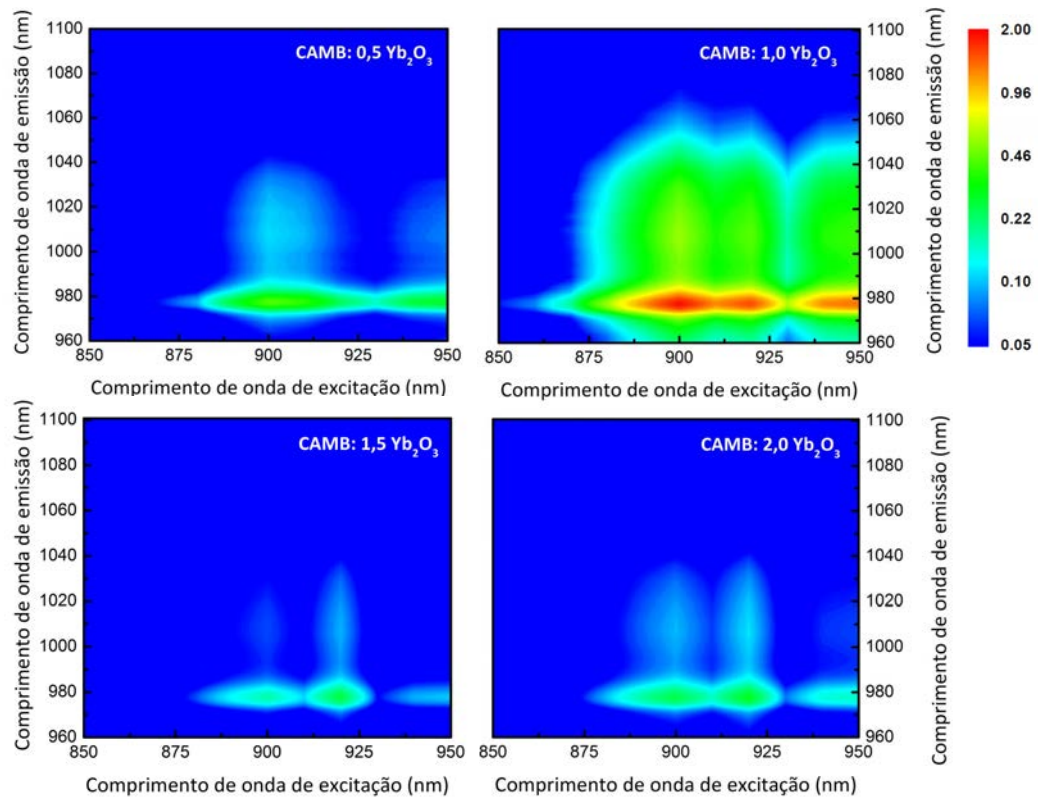 Comprimento de onda de emissão (nm)
1100
1080
1060
1040
1020
1000
980
960
CAMB: 0,5 Yb₂O₃
850 875 900 925 950
Comprimento de onda de excitação (nm)
CAMB: 1,0 Yb₂O₃
850 875 900 925 950
Comprimento de onda de excitação (nm)
1100
1080
1060
1040
1020
1000
980
960
Comprimento de onda de emissão (nm)
2.00
0.96
0.46
0.22
0.10
0.05
Comprimento de onda de emissão (nm)
1100
1080
1060
1040
1020
1000
980
960
CAMB: 1,5 Yb₂O₃
850 875 900 925 950
Comprimento de onda de excitação (nm)
CAMB: 2,0 Yb₂O₃
850 875 900 925 950
Comprimento de onda de excitação (nm)
1100
1080
1060
1040
1020
1000
980
960
Comprimento de onda de emissão (nm)